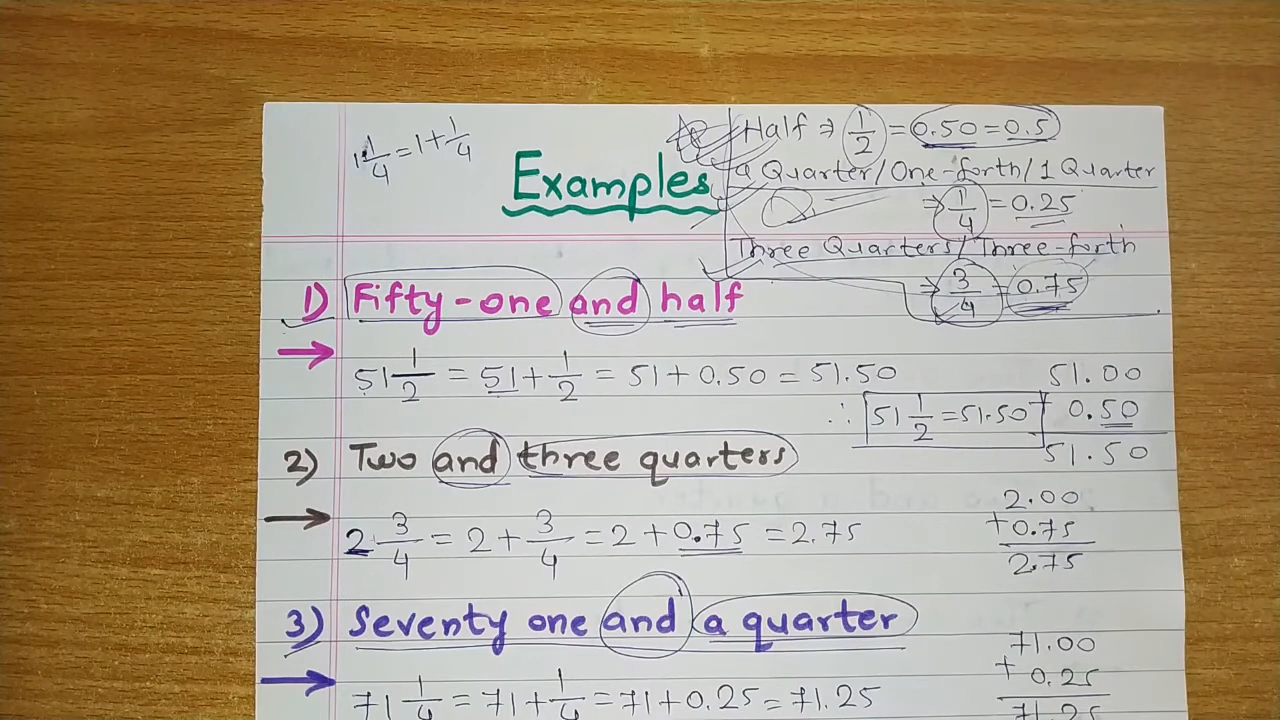 1 1/4 = 1 + 1/4
Examples
Half ⇒ 1/2 = 0.50 = 0.5
a Quarter / One-forth / 1 Quarter
⇒ 1/4 = 0.25
Three Quarters / Three-forth
⇒ 3/4 = 0.75
1) Fifty-one and half
51 1/2 = 51 + 1/2 = 51 + 0.50 = 51.50
∴ 51 1/2 = 51.50
51.00
+ 0.50
51.50
2) Two and three quarters
2 3/4 = 2 + 3/4 = 2 + 0.75 = 2.75
2.00
+ 0.75
2.75
3) Seventy one and a quarter
71 1/4 = 71 + 1/4 = 71 + 0.25 = 71.25
71.00
+ 0.25
71.25